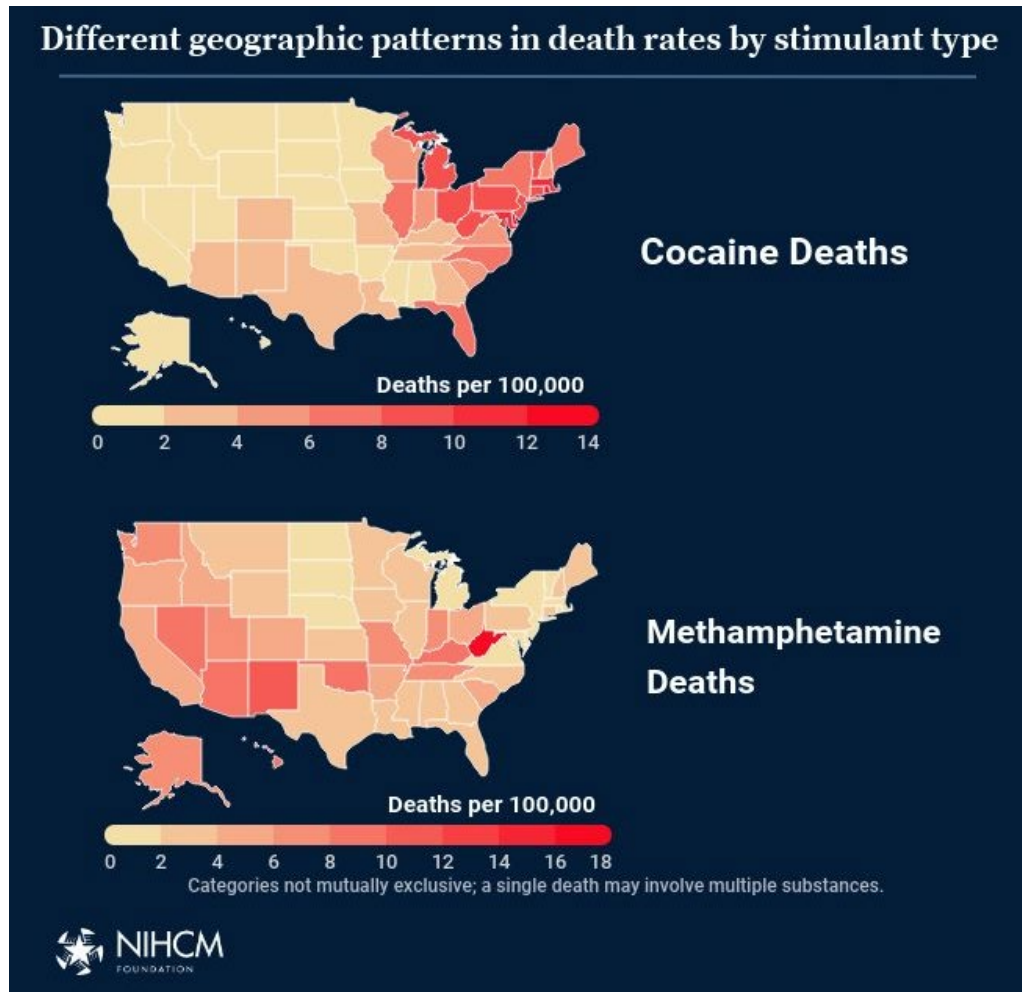 Different geographic patterns in death rates by stimulant type
Cocaine Deaths
Deaths per 100,000
0 2 4 6 8 10 12 14
Methamphetamine
Deaths
Deaths per 100,000
0 2 4 6 8 10 12 14 16 18
Categories not mutually exclusive; a single death may involve multiple substances.
NIHCM
FOUNDATION